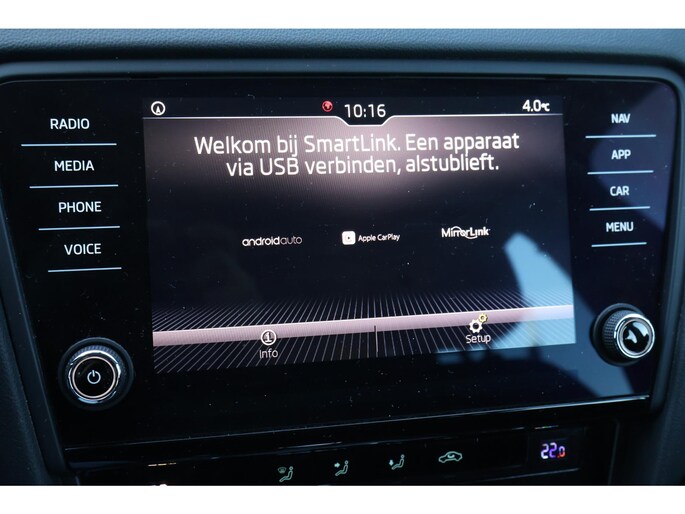 10:16
4.0°C
RADIO
MEDIA
PHONE
VOICE
Welkom bij SmartLink. Een apparaat
via USB verbinden, alstublieft.
androidauto
Apple CarPlay
MirrorLink
Info
Setup
NAV
APP
CAR
MENU
22.0